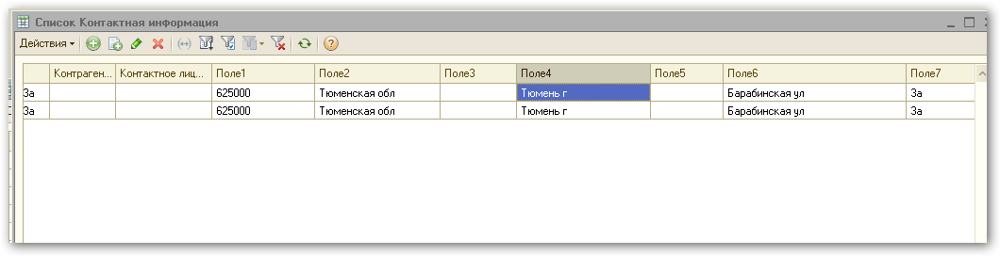 Список Контактная информация
Действия
Контраген... Контактное лиц... Поле1 Поле2 Поле3 Поле4 Поле5 Поле6 Поле7
3а 625000 Тюменская обл Тюмень г Барабинская ул 3а
3а 625000 Тюменская обл Тюмень г Барабинская ул 3а